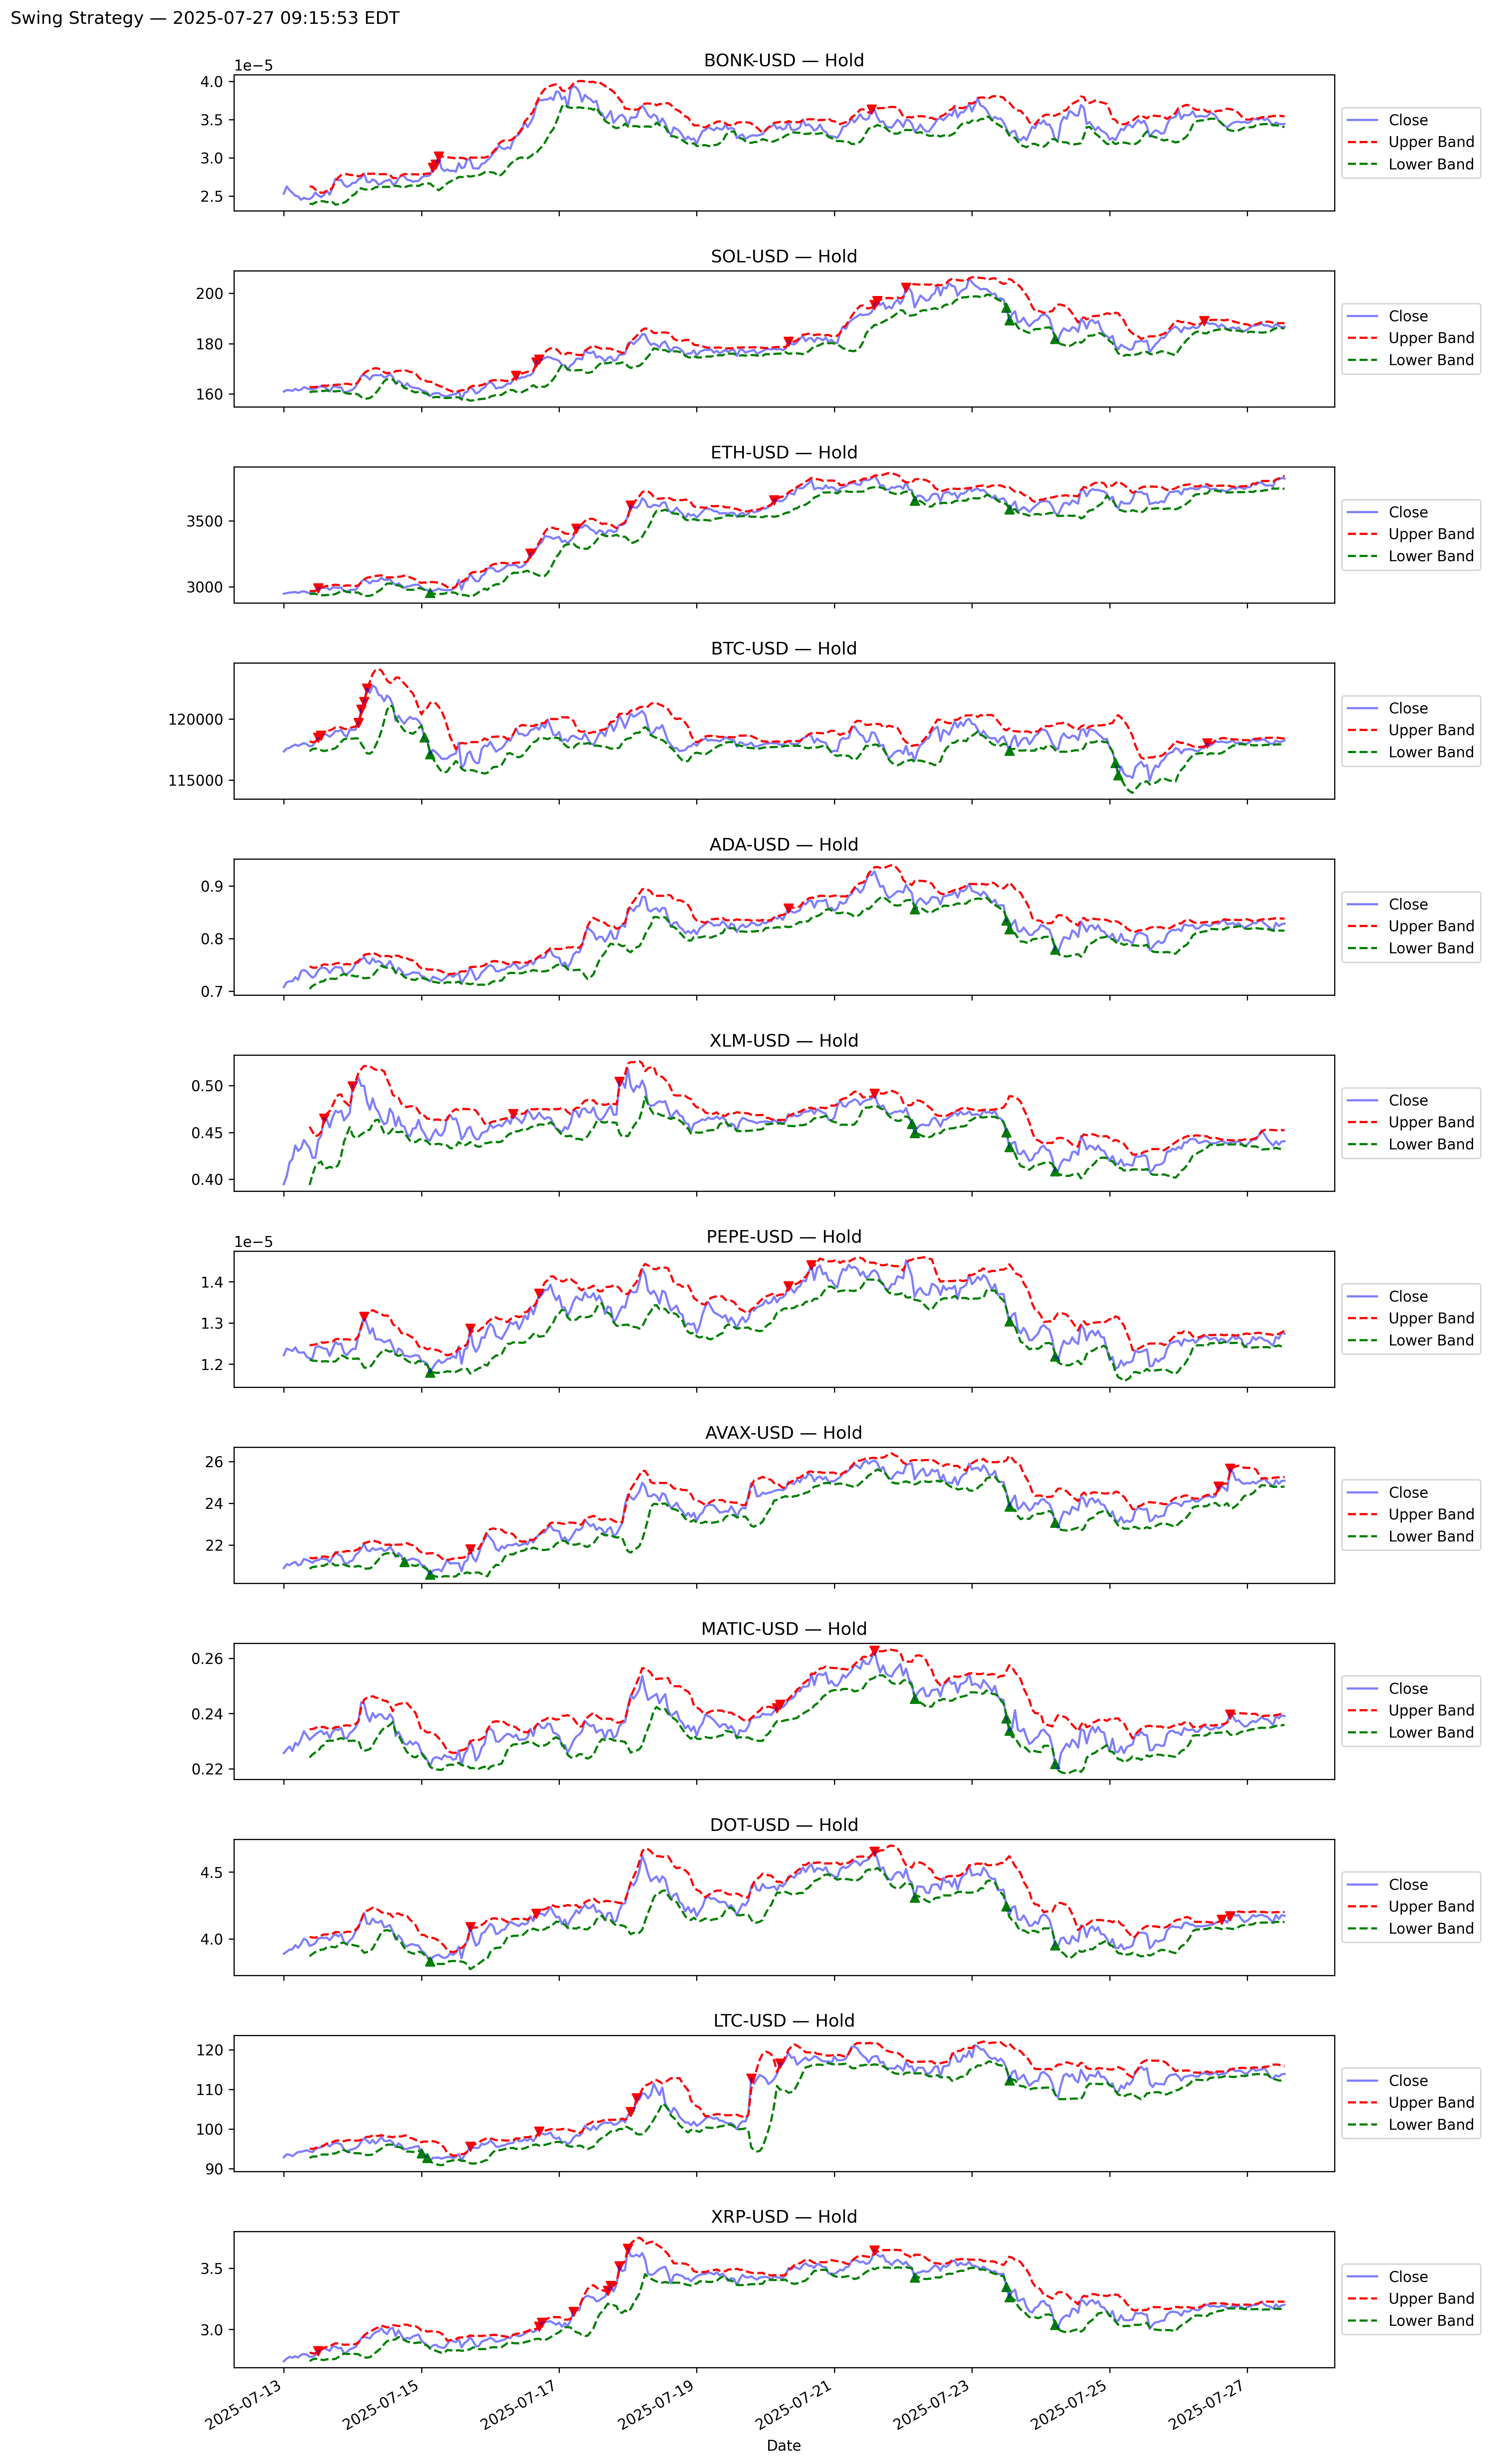 Swing Strategy — 2025-07-27 09:15:53 EDT
BONK-USD — Hold
1e−5
4.0
3.5
3.0
2.5
Close
Upper Band
Lower Band
SOL-USD — Hold
200
180
160
Close
Upper Band
Lower Band
ETH-USD — Hold
3500
3000
Close
Upper Band
Lower Band
BTC-USD — Hold
120000
115000
Close
Upper Band
Lower Band
ADA-USD — Hold
0.9
0.8
0.7
Close
Upper Band
Lower Band
XLM-USD — Hold
0.50
0.45
0.40
Close
Upper Band
Lower Band
PEPE-USD — Hold
1e−5
1.4
1.3
1.2
Close
Upper Band
Lower Band
AVAX-USD — Hold
26
24
22
Close
Upper Band
Lower Band
MATIC-USD — Hold
0.26
0.24
0.22
Close
Upper Band
Lower Band
DOT-USD — Hold
4.5
4.0
Close
Upper Band
Lower Band
LTC-USD — Hold
120
110
100
90
Close
Upper Band
Lower Band
XRP-USD — Hold
3.5
3.0
Close
Upper Band
Lower Band
2025-07-13
2025-07-15
2025-07-17
2025-07-19
2025-07-21
2025-07-23
2025-07-25
2025-07-27
Date